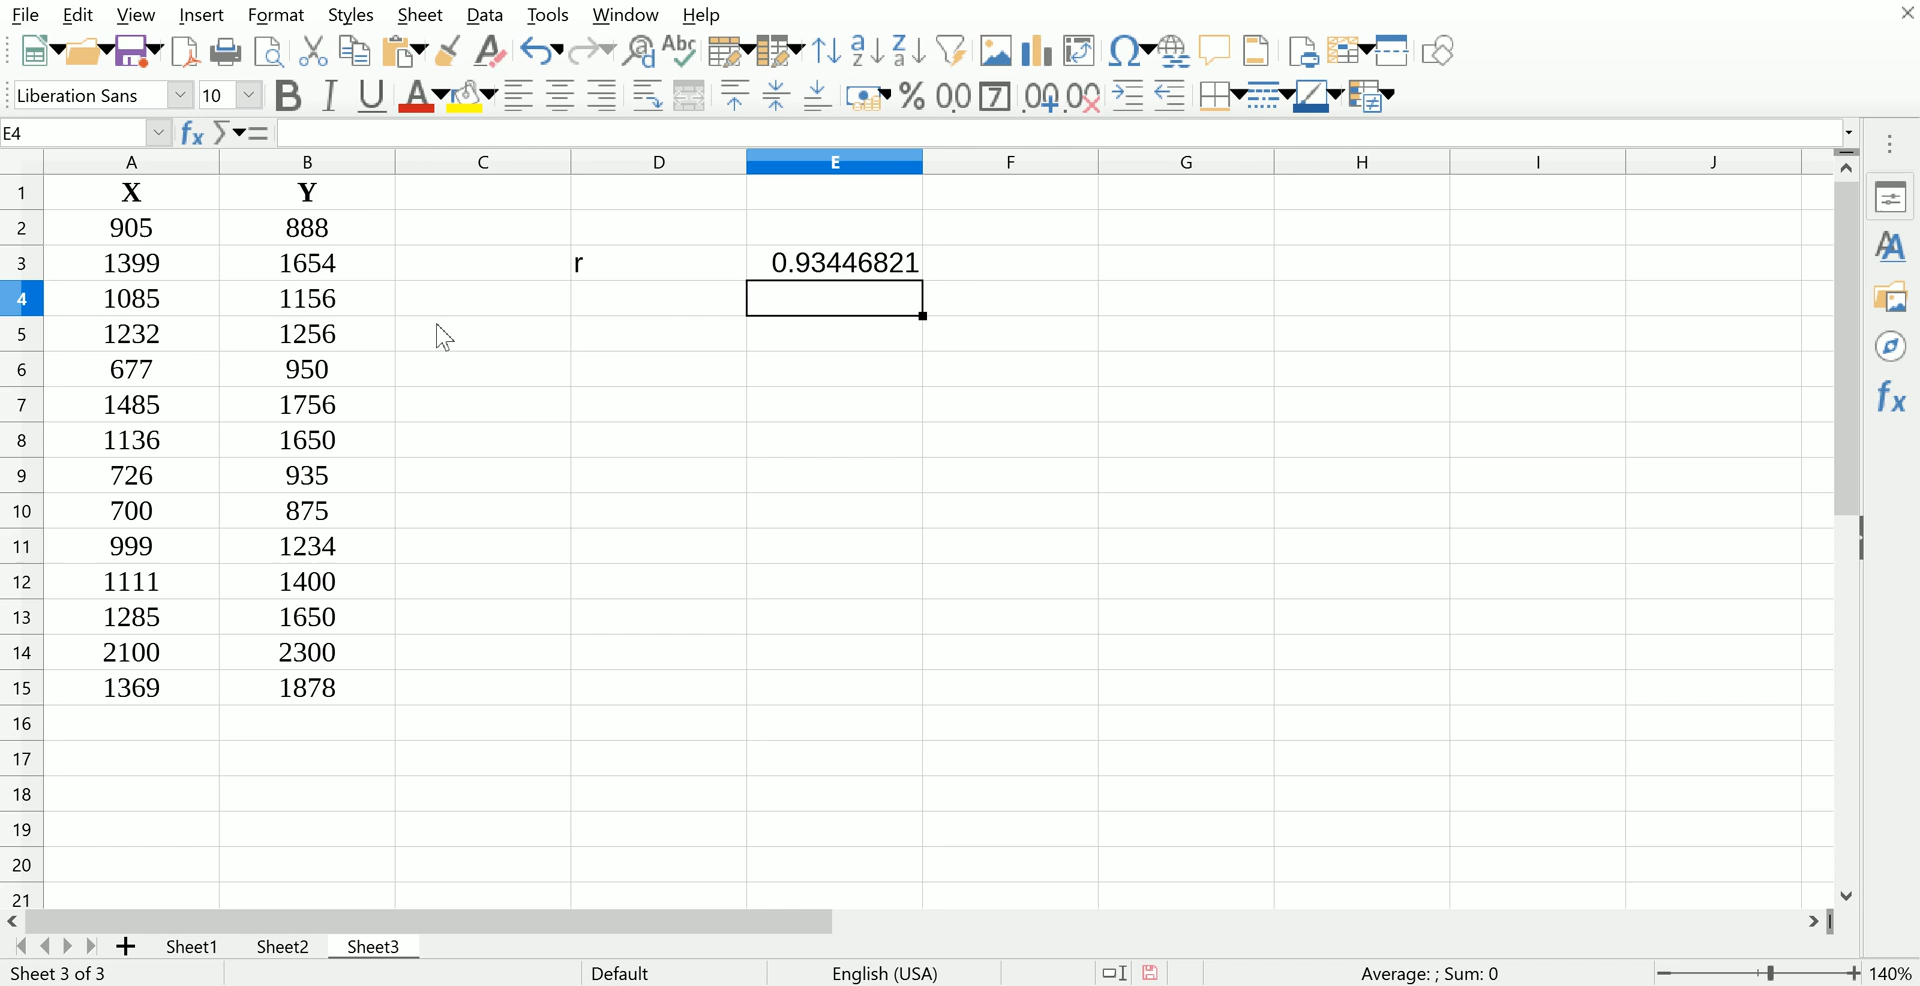 File Edit View Insert Format Styles Sheet Data Tools Window Help
Liberation Sans 10
E4
A B C D E F G H I J
1 X Y
2 905 888
3 1399 1654 r 0.93446821
4 1085 1156
5 1232 1256
6 677 950
7 1485 1756
8 1136 1650
9 726 935
10 700 875
11 999 1234
12 1111 1400
13 1285 1650
14 2100 2300
15 1369 1878
16
17
18
19
20
21
Sheet1 Sheet2 Sheet3
Sheet 3 of 3 Default English (USA) Average: ; Sum: 0 140%